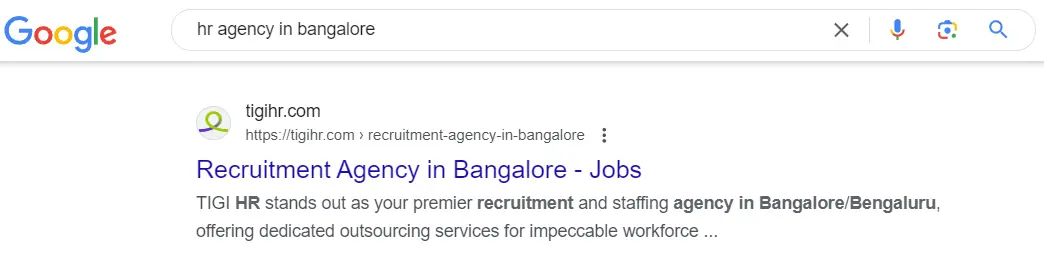 Google
hr agency in bangalore
tigihr.com
https://tigihr.com › recruitment-agency-in-bangalore
Recruitment Agency in Bangalore - Jobs
TIGI HR stands out as your premier recruitment and staffing agency in Bangalore/Bengaluru,
offering dedicated outsourcing services for impeccable workforce ...